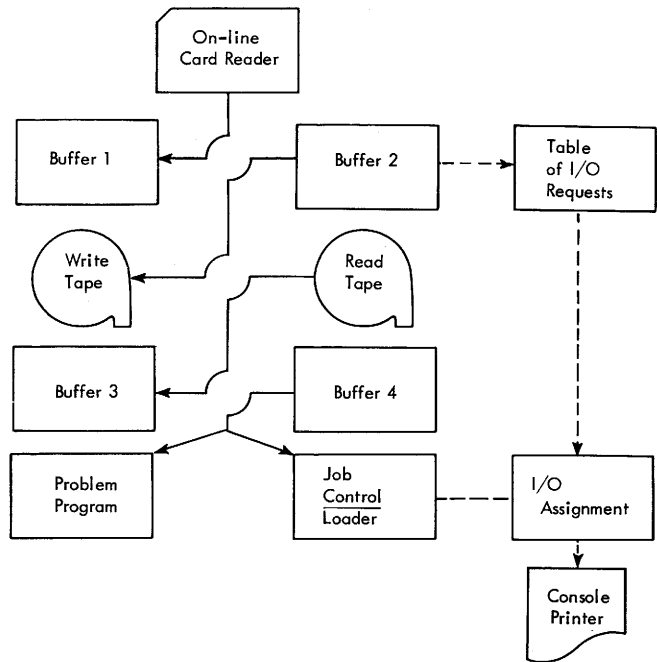 On-line
Card Reader
Buffer 1
Buffer 2
Table
of I/O
Requests
Write
Tape
Read
Tape
Buffer 3
Buffer 4
Problem
Program
Job
Control
Loader
I/O
Assignment
Console
Printer